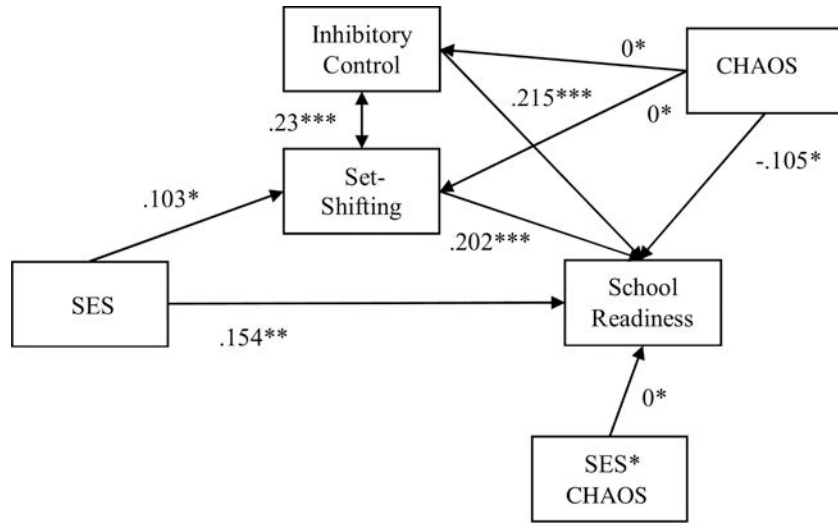 Inhibitory
Control
0*
CHAOS
.215***
0*
.23***
-.105*
Set-
Shifting
.103*
.202***
SES
School
Readiness
.154**
0*
SES*
CHAOS